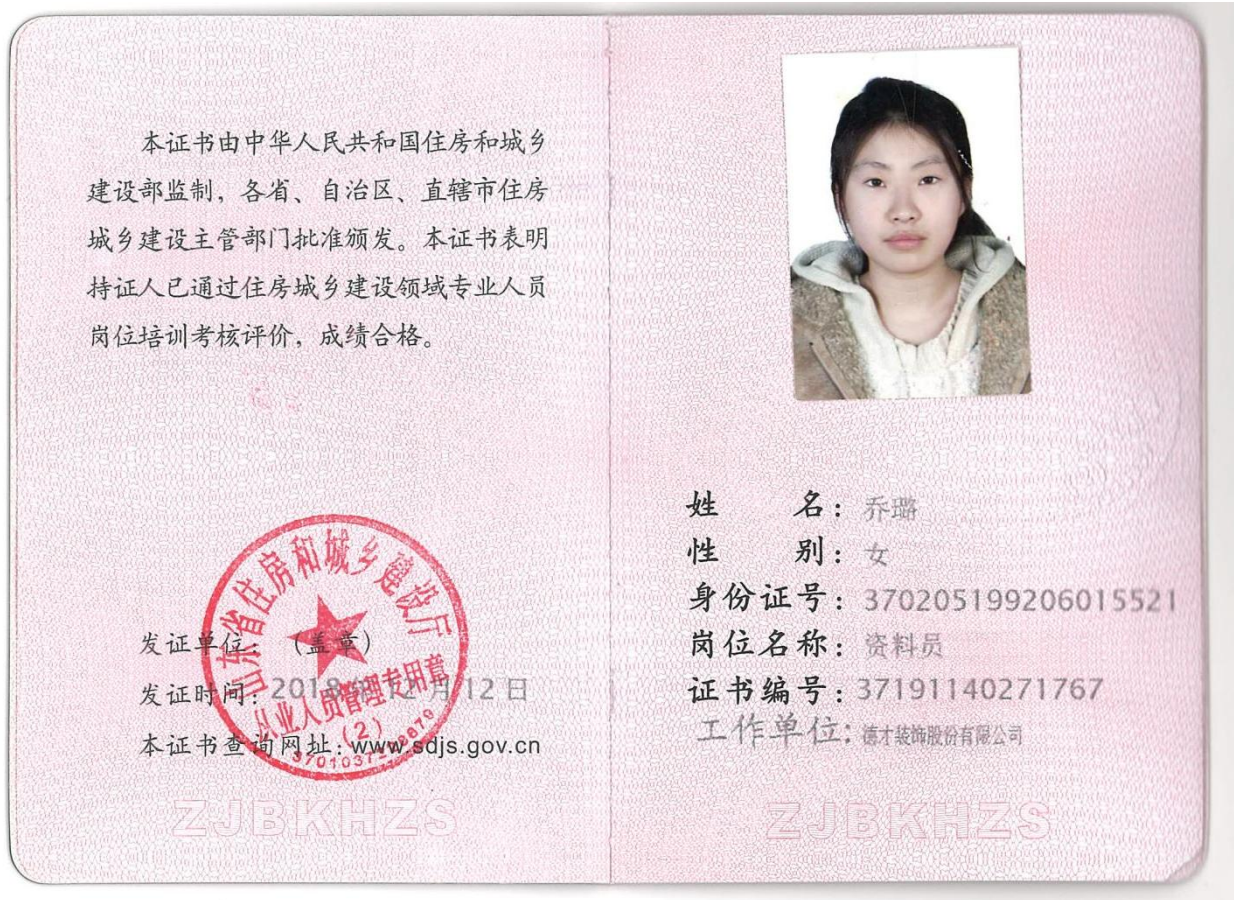 本证书由中华人民共和国住房和城乡
建设部监制，各省、自治区、直辖市住房
城乡建设主管部门批准颁发。本证书表明
持证人已通过住房城乡建设领域专业人员
岗位培训考核评价，成绩合格。
山东省住房和城乡建设厅
从业人员管理专用章
（2）
发证单位：（盖章）
发证时间：2018年12月12日
本证书查询网址：www.sdjs.gov.cn
ZJBKHZS
姓名：乔璐
性别：女
身份证号：370205199206015521
岗位名称：资料员
证书编号：37191140271767
工作单位：德才装饰股份有限公司
ZJBKHZS